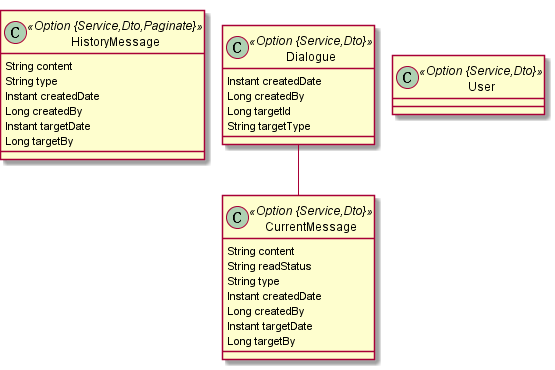 C «Option {Service,Dto,Paginate}»
HistoryMessage
String content
String type
Instant createdDate
Long createdBy
Instant targetDate
Long targetBy
C «Option {Service,Dto}»
Dialogue
Instant createdDate
Long createdBy
Long targetId
String targetType
C «Option {Service,Dto}»
User
C «Option {Service,Dto}»
CurrentMessage
String content
String readStatus
String type
Instant createdDate
Long createdBy
Instant targetDate
Long targetBy